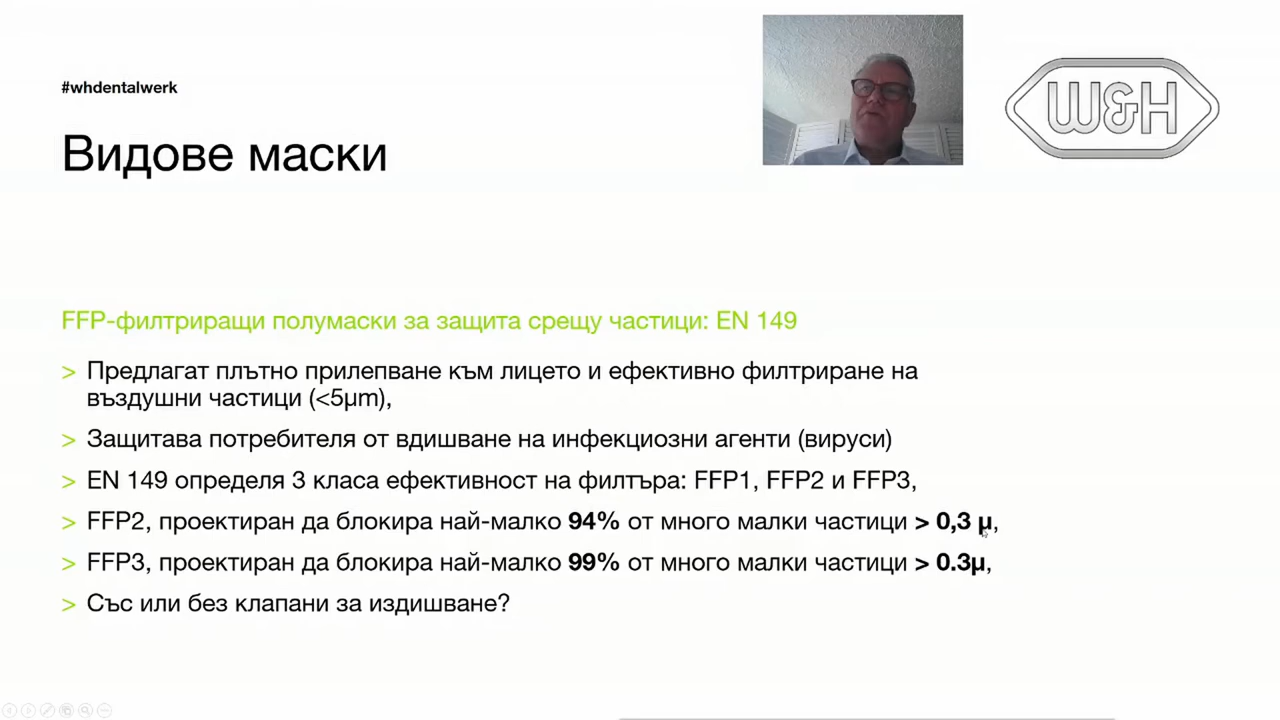 #whdentalwerk
W&H
Видове маски
FFP-филтриращи полумаски за защита срещу частици: EN 149
> Предлагат плътно прилепване към лицето и ефективно филтриране на
въздушни частици (<5µm),
> Защитава потребителя от вдишване на инфекциозни агенти (вируси)
> EN 149 определя 3 класа ефективност на филтъра: FFP1, FFP2 и FFP3,
> FFP2, проектиран да блокира най-малко 94% от много малки частици > 0,3 µ,
> FFP3, проектиран да блокира най-малко 99% от много малки частици > 0.3µ,
> Със или без клапани за издишване?